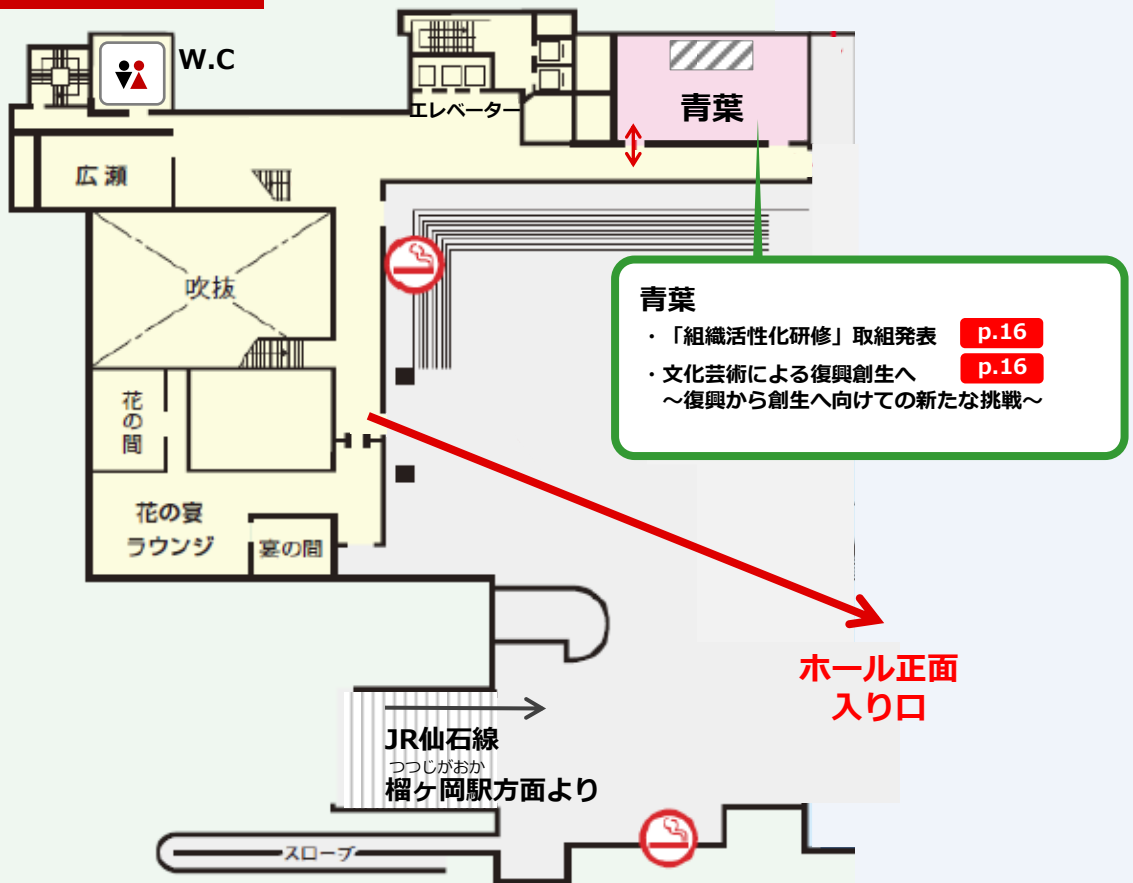 W.C
エレベーター
青葉
広瀬
吹抜
青葉
・「組織活性化研修」取組発表 p.16
・文化芸術による復興創生へ p.16
～復興から創生へ向けての新たな挑戦～
花の間
花の宴
ラウンジ
宴の間
ホール正面
入り口
JR仙石線
つつじがおか
榴ヶ岡駅方面より
スロープ